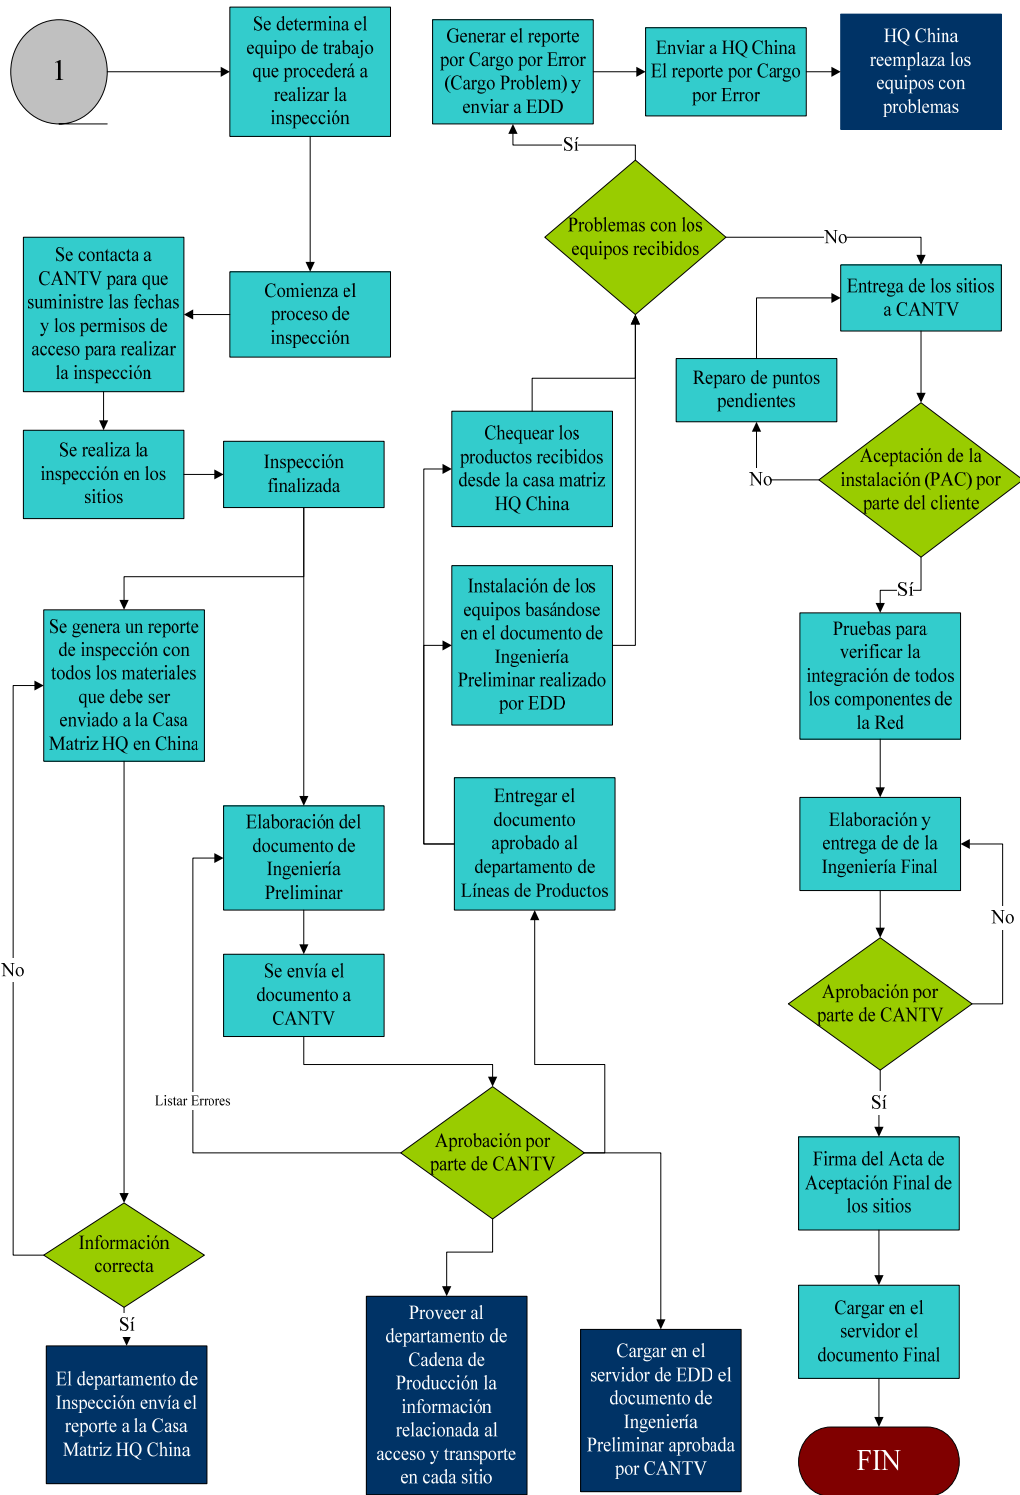 1
Se determina el
equipo de trabajo
que procederá a
realizar la
inspección
Comienza el
proceso de
inspección
Se contacta a
CANTV para que
suministre las fechas
y los permisos de
acceso para realizar
la inspección
Se realiza la
inspección en los
sitios
Inspección
finalizada
Se genera un reporte
de inspección con
todos los materiales
que debe ser
enviado a la Casa
Matriz HQ en China
No
Información
correcta
Sí
El departamento de
Inspección envía el
reporte a la Casa
Matriz HQ China
Elaboración del
documento de
Ingeniería
Preliminar
Se envía el
documento a
CANTV
Listar Errores
Aprobación por
parte de CANTV
Proveer al
departamento de
Cadena de
Producción la
información
relacionada al
acceso y transporte
en cada sitio
Cargar en el
servidor de EDD el
documento de
Ingeniería
Preliminar aprobada
por CANTV
Entregar el
documento
aprobado al
departamento de
Líneas de Productos
Instalación de los
equipos basándose
en el documento de
Ingeniería
Preliminar realizado
por EDD
Chequear los
productos recibidos
desde la casa matriz
HQ China
Problemas con los
equipos recibidos
Sí
Generar el reporte
por Cargo por Error
(Cargo Problem) y
enviar a EDD
Enviar a HQ China
El reporte por Cargo
por Error
HQ China
reemplaza los
equipos con
problemas
No
Entrega de los sitios
a CANTV
Reparo de puntos
pendientes
No
Aceptación de la
instalación (PAC) por
parte del cliente
Sí
Pruebas para
verificar la
integración de todos
los componentes de
la Red
Elaboración y
entrega de de la
Ingeniería Final
No
Aprobación por
parte de CANTV
Sí
Firma del Acta de
Aceptación Final de
los sitios
Cargar en el
servidor el
documento Final
FIN